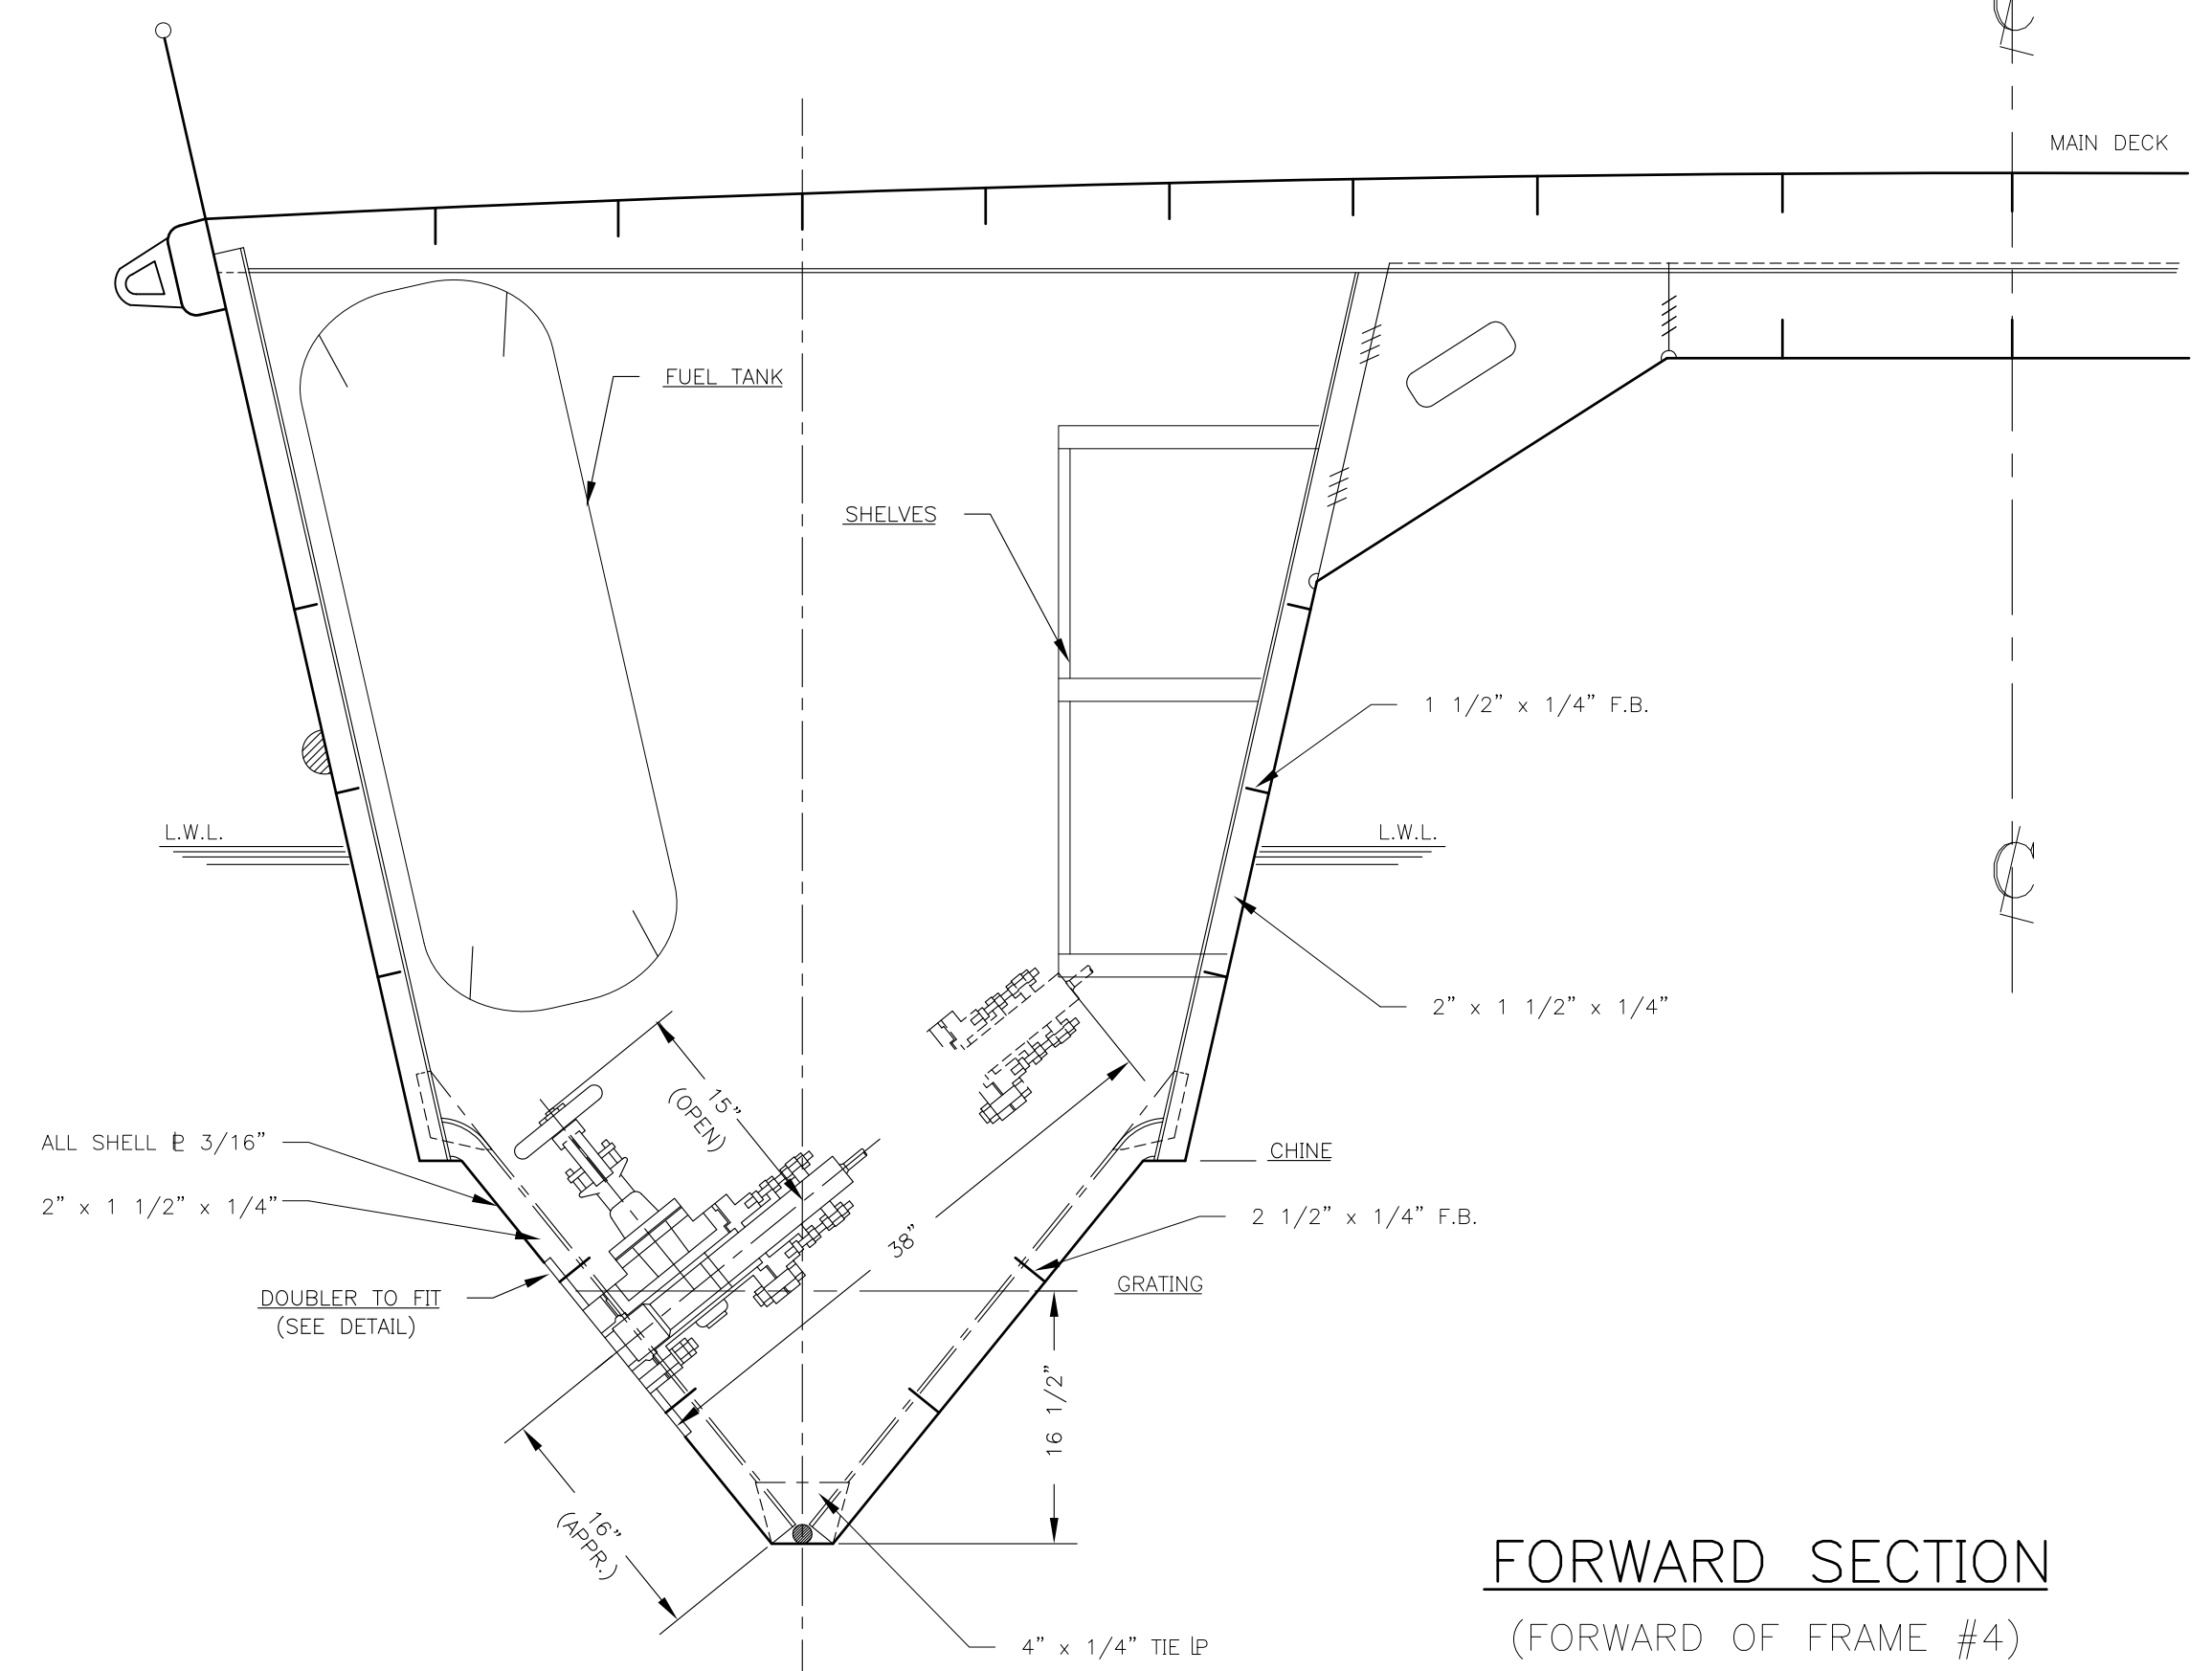 MAIN DECK
FUEL TANK
SHELVES
1 1/2” x 1/4” F.B.
L.W.L.
L.W.L.
2” x 1 1/2” x 1/4”
15”
(OPEN)
ALL SHELL ⅊ 3/16”
CHINE
2” x 1 1/2” x 1/4”
2 1/2” x 1/4” F.B.
38”
GRATING
DOUBLER TO FIT
(SEE DETAIL)
16 1/2”
16”
(APPR.)
4” x 1/4” TIE ⅊
FORWARD SECTION
(FORWARD OF FRAME #4)
℄
℄